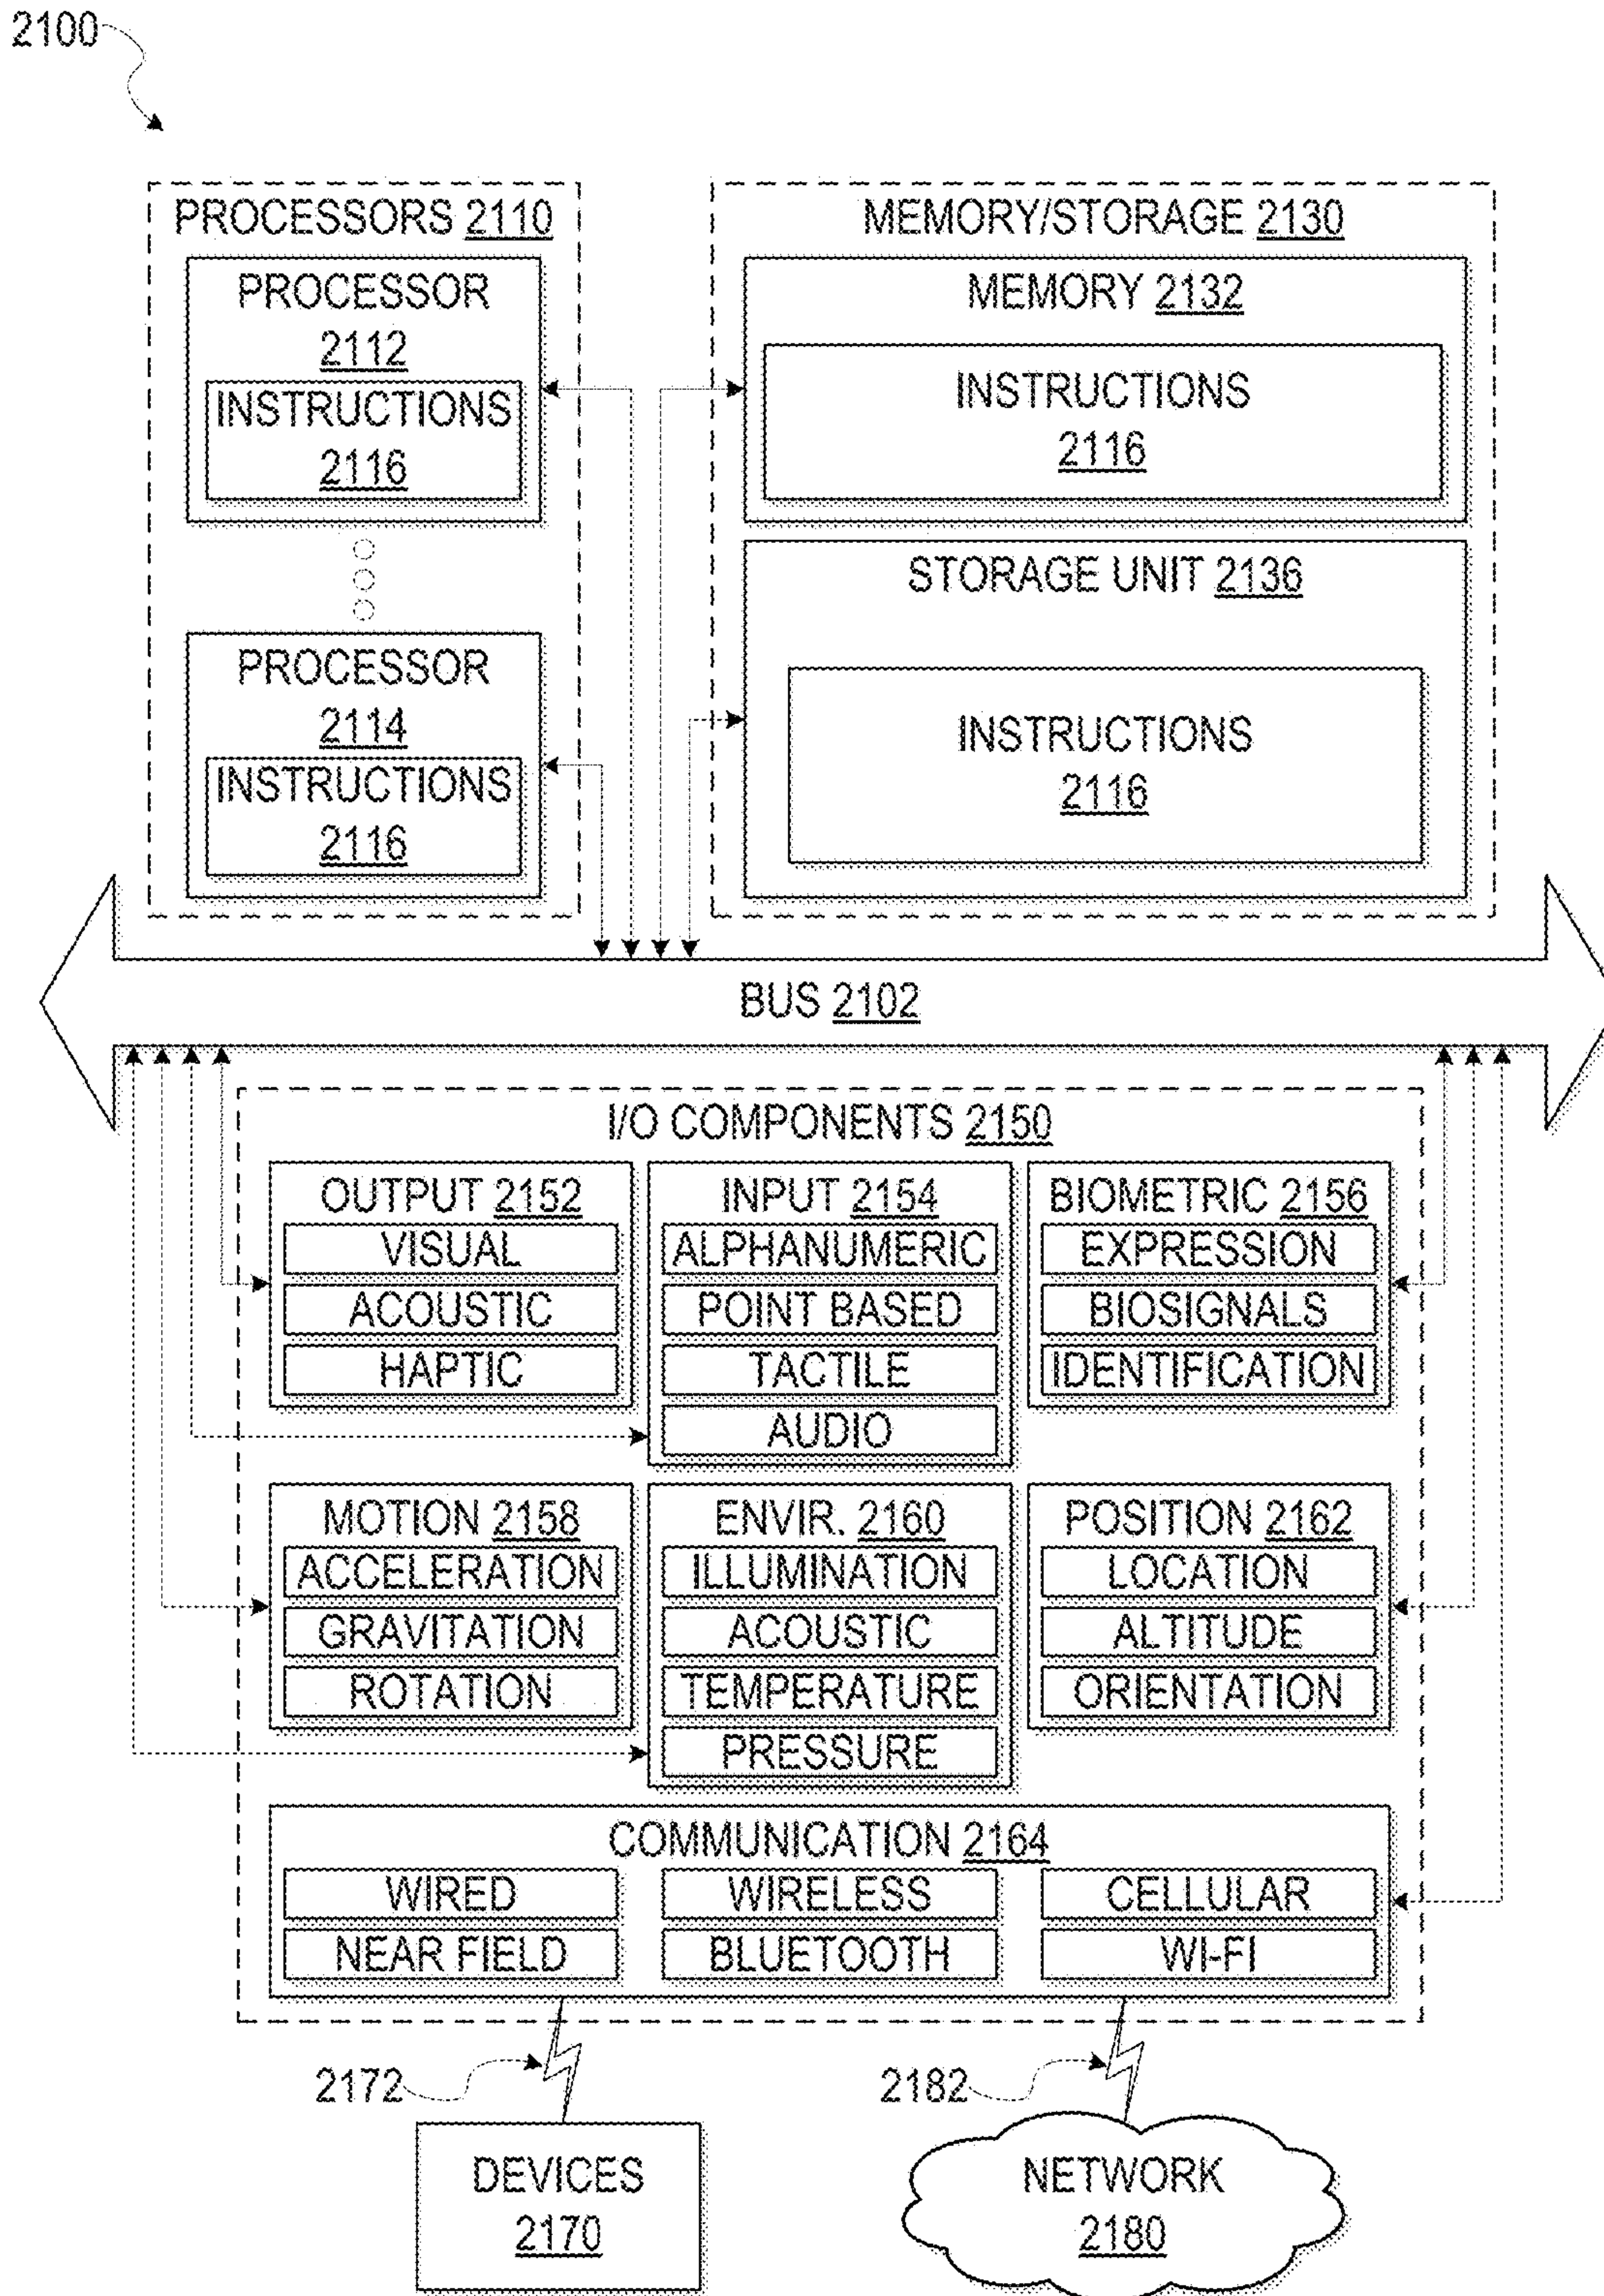 2100
PROCESSORS 2110
PROCESSOR
2112
INSTRUCTIONS
2116
PROCESSOR
2114
INSTRUCTIONS
2116
MEMORY/STORAGE 2130
MEMORY 2132
INSTRUCTIONS
2116
STORAGE UNIT 2136
INSTRUCTIONS
2116
BUS 2102
I/O COMPONENTS 2150
OUTPUT 2152
VISUAL
ACOUSTIC
HAPTIC
INPUT 2154
ALPHANUMERIC
POINT BASED
TACTILE
AUDIO
BIOMETRIC 2156
EXPRESSION
BIOSIGNALS
IDENTIFICATION
MOTION 2158
ACCELERATION
GRAVITATION
ROTATION
ENVIR. 2160
ILLUMINATION
ACOUSTIC
TEMPERATURE
PRESSURE
POSITION 2162
LOCATION
ALTITUDE
ORIENTATION
COMMUNICATION 2164
WIRED
WIRELESS
CELLULAR
NEAR FIELD
BLUETOOTH
WI-FI
2172
2182
DEVICES
2170
NETWORK
2180